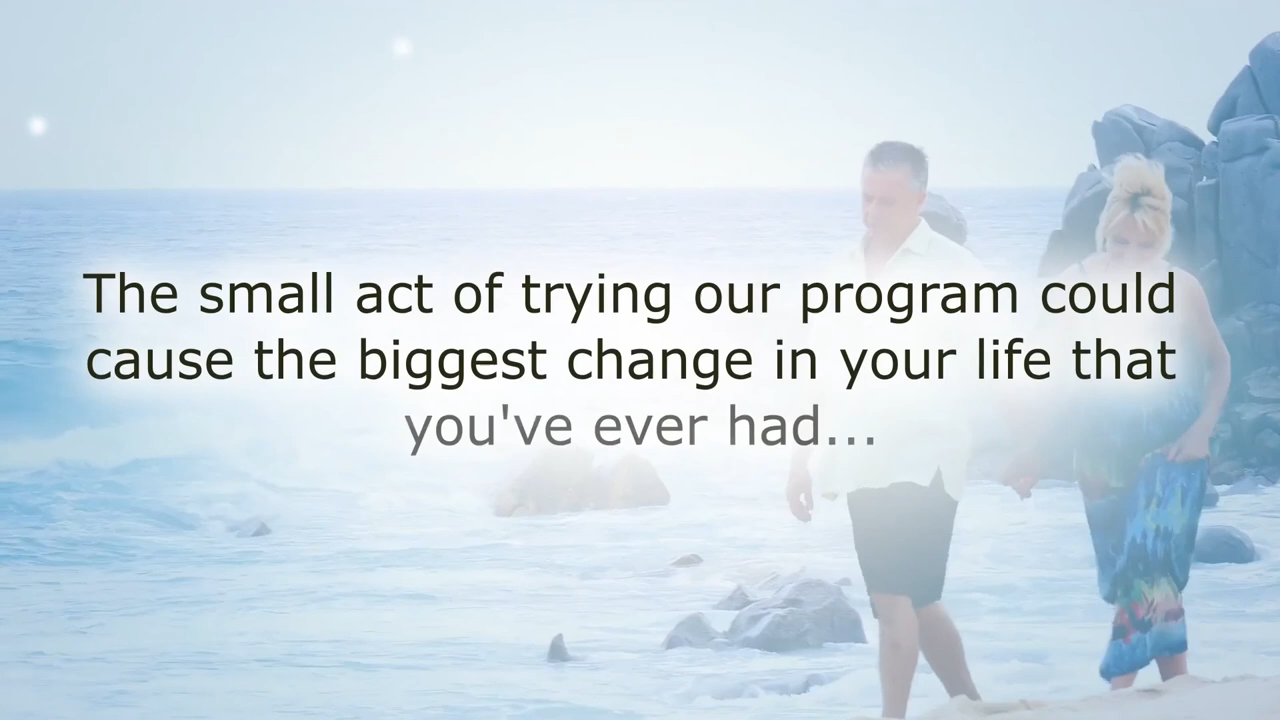 The small act of trying our program could
cause the biggest change in your life that
you've ever had...